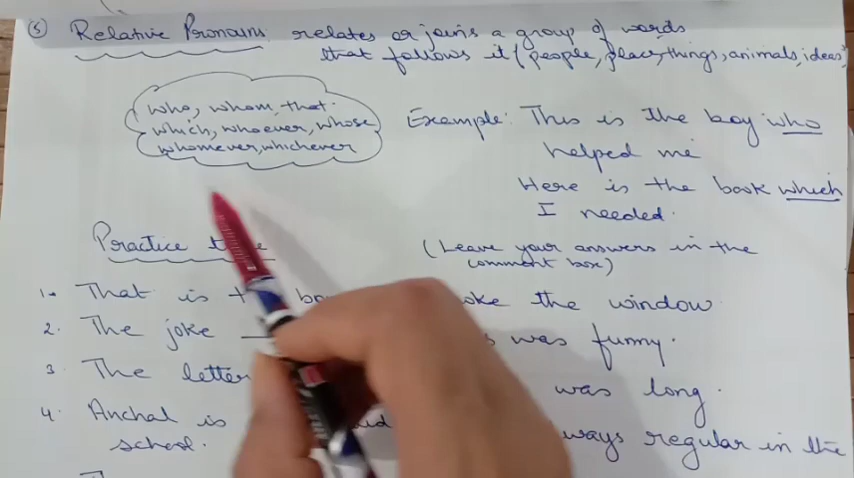 (5) Relative Pronouns relates or joins a group of words
that follows it (people, place, things, animals, ideas)
who, whom, that.
which, whoever, whose
whomever, whichever
Example: This is the boy who
helped me
Here is the book which
I needed.
Practice
(Leave your answers in the
comment box)
1. That is the window
2. The joke was funny.
3. The letter was long.
4. Anchal is regular in the
school.